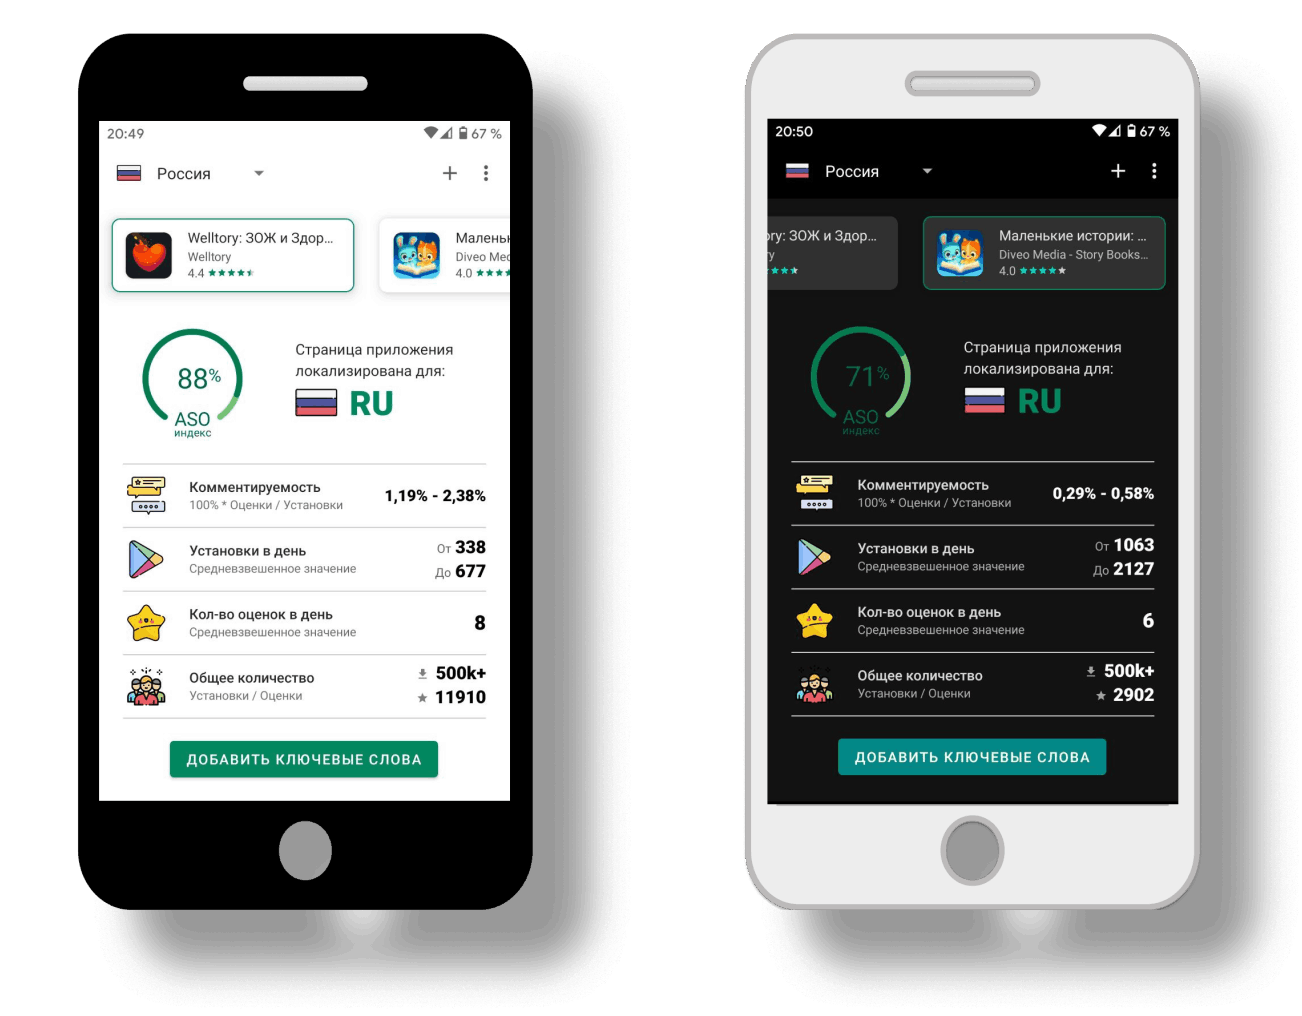 20:49 67 %
Россия
Welltory: ЗОЖ и Здор...
Welltory
4.4
Маленьк
Diveo Med
4.0
88%
ASO
индекс
Страница приложения
локализирована для:
RU
Комментируемость
100% * Оценки / Установки
1,19% - 2,38%
Установки в день
Средневзвешенное значение
От 338
До 677
Кол-во оценок в день
Средневзвешенное значение
8
Общее количество
Установки / Оценки
500k+
11910
ДОБАВИТЬ КЛЮЧЕВЫЕ СЛОВА
20:50 67 %
Россия
ory: ЗОЖ и Здор...
ry
Маленькие истории: ...
Diveo Media - Story Books...
4.0
71%
ASO
индекс
Страница приложения
локализирована для:
RU
Комментируемость
100% * Оценки / Установки
0,29% - 0,58%
Установки в день
Средневзвешенное значение
От 1063
До 2127
Кол-во оценок в день
Средневзвешенное значение
6
Общее количество
Установки / Оценки
500k+
2902
ДОБАВИТЬ КЛЮЧЕВЫЕ СЛОВА